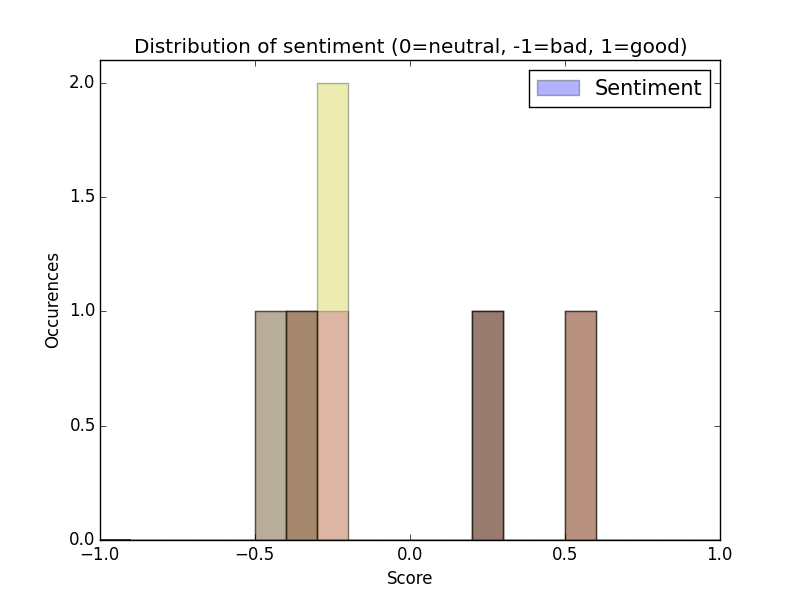 Distribution of sentiment (0=neutral, -1=bad, 1=good)
Sentiment
2.0
1.5
1.0
0.5
0.0
Occurences
−1.0 −0.5 0.0 0.5 1.0
Score